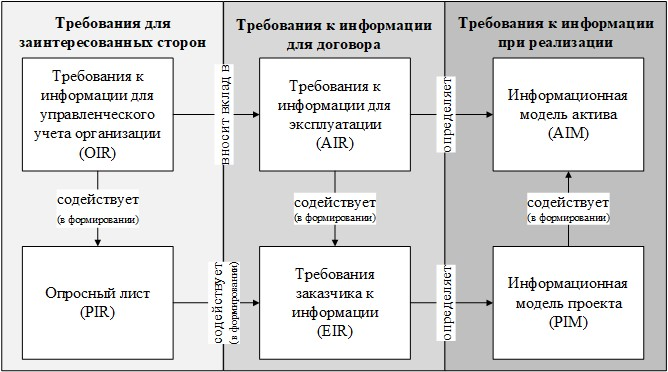 Требования для
заинтересованных сторон
Требования к информации
для договора
Требования к информации
при реализации
Требования к
информации для
управленческого
учета организации
(OIR)
вносит вклад в
Требования к
информации для
эксплуатации
(AIR)
определяет
Информационная
модель актива
(AIM)
содействует
(в формировании)
содействует
(в формировании)
содействует
(в формировании)
Опросный лист
(PIR)
содействует
(в формировании)
Требования
заказчика к
информации
(EIR)
определяет
Информационная
модель проекта
(PIM)